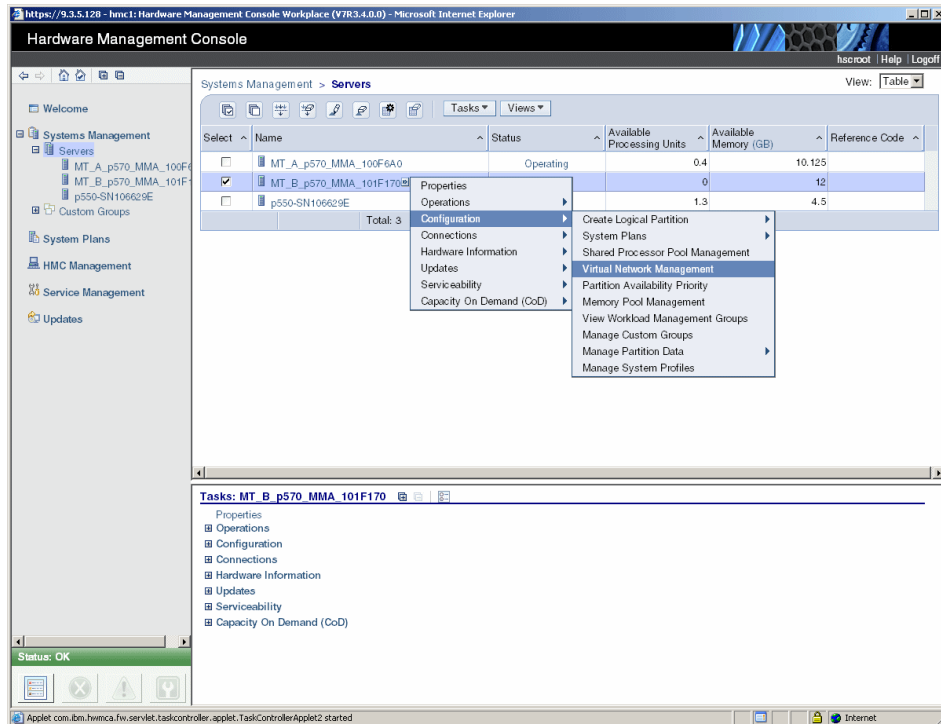 https://9.3.5.128 - hmc1: Hardware Management Console Workplace (V7R3.4.0.0) - Microsoft Internet Explorer
Hardware Management Console
hscroot | Help | Logoff
View: Table
Systems Management > Servers
Tasks Views
Welcome
Systems Management
Servers
MT_A_p570_MMA_100F6
MT_B_p570_MMA_101F
p550-SN106629E
Custom Groups
System Plans
HMC Management
Service Management
Updates
Select Name Status Available Processing Units Available Memory (GB) Reference Code
MT_A_p570_MMA_100F6A0 Operating 0.4 10.125
MT_B_p570_MMA_101F170 0 12
p550-SN106629E 1.3 4.5
Total: 3
Properties
Operations
Configuration
Connections
Hardware Information
Updates
Serviceability
Capacity On Demand (CoD)
Create Logical Partition
System Plans
Shared Processor Pool Management
Virtual Network Management
Partition Availability Priority
Memory Pool Management
View Workload Management Groups
Manage Custom Groups
Manage Partition Data
Manage System Profiles
Tasks: MT_B_p570_MMA_101F170
Properties
Operations
Configuration
Connections
Hardware Information
Updates
Serviceability
Capacity On Demand (CoD)
Status: OK
Applet com.ibm.hwmca.fw.servlet.taskcontroller.applet.TaskControllerApplet2 started
Internet